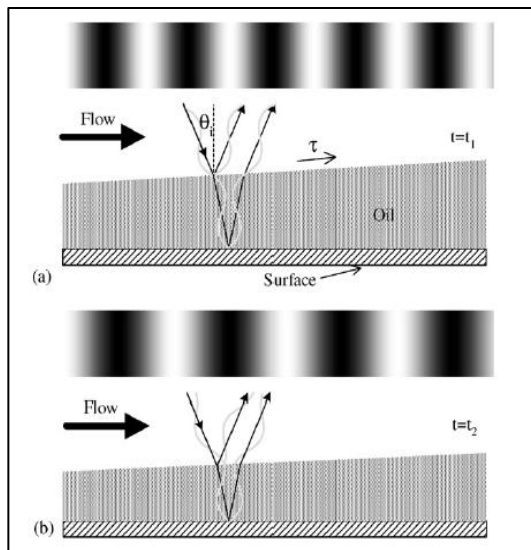 θi
Flow
τ
t=t1
Oil
(a)
Surface
Flow
t=t2
(b)